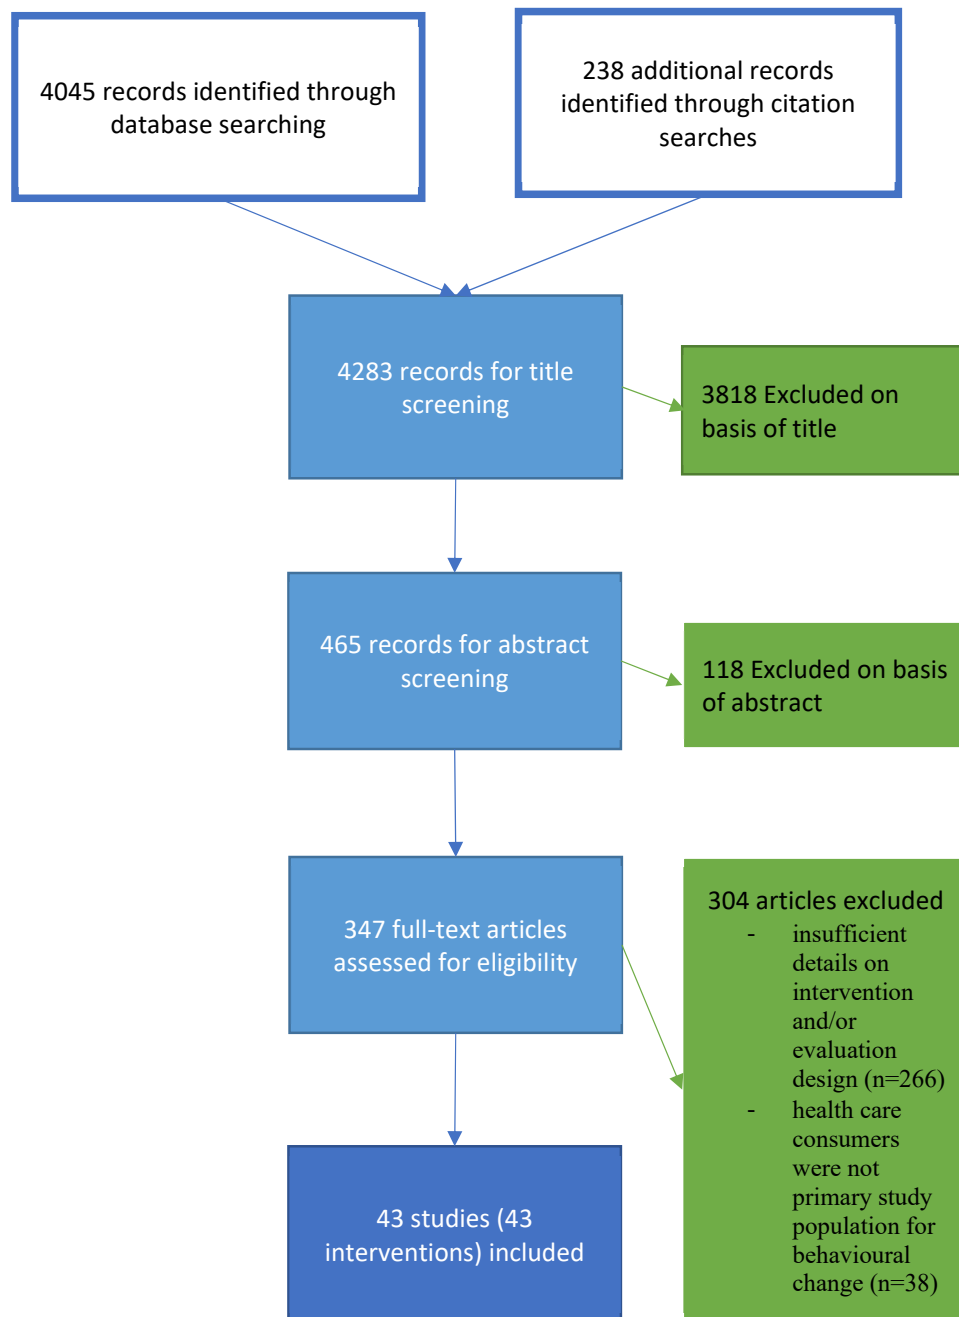 4045 records identified through
database searching
238 additional records
identified through citation
searches
4283 records for title
screening
3818 Excluded on
basis of title
465 records for abstract
screening
118 Excluded on basis
of abstract
347 full-text articles
assessed for eligibility
304 articles excluded
- insufficient
details on
intervention
and/or
evaluation
design (n=266)
- health care
consumers
were not
primary study
population for
behavioural
change (n=38)
43 studies (43
interventions) included